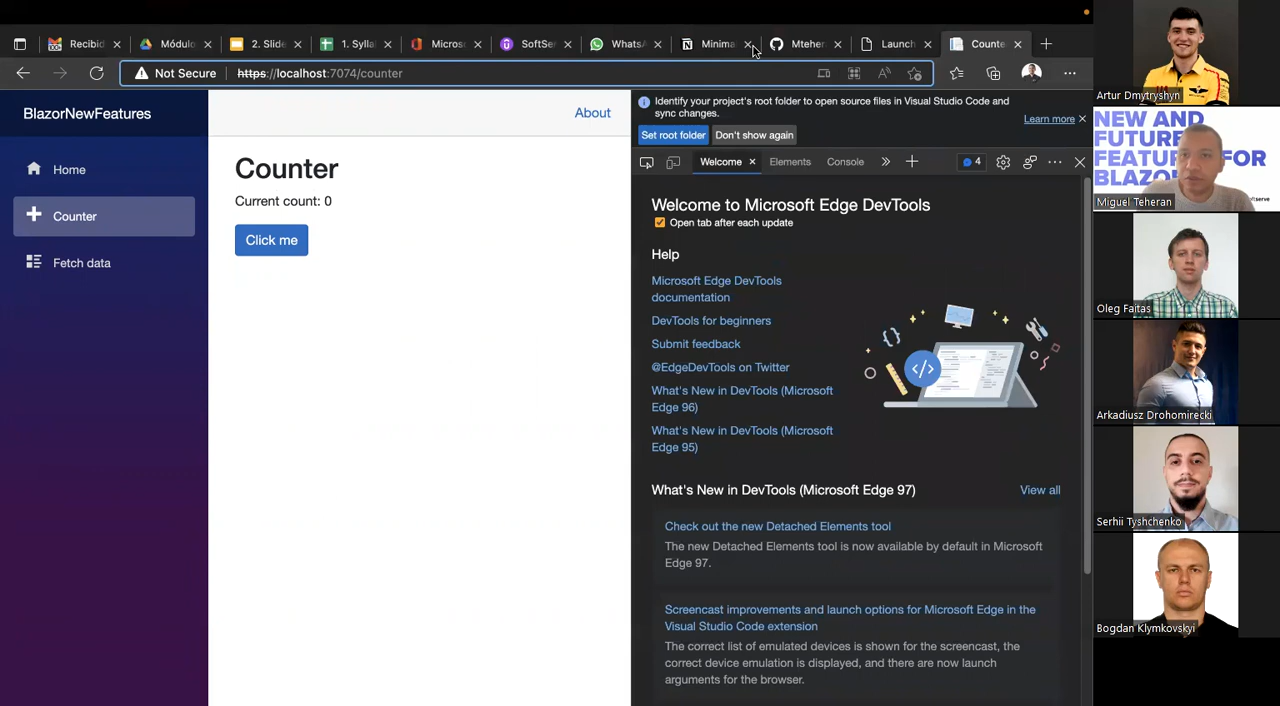 Recibid
Módulo
2. Slide
1. Sylla
Micros
SoftSer
WhatsA
Minima
Mteher
Launch
Counte
Not Secure
https://localhost:7074/counter
BlazorNewFeatures
Home
Counter
Fetch data
About
Counter
Current count: 0
Click me
Identify your project's root folder to open source files in Visual Studio Code and
sync changes.
Learn more
Set root folder
Don't show again
Welcome
Elements
Console
4
Welcome to Microsoft Edge DevTools
Open tab after each update
Help
Microsoft Edge DevTools
documentation
DevTools for beginners
Submit feedback
@EdgeDevTools on Twitter
What's New in DevTools (Microsoft
Edge 96)
What's New in DevTools (Microsoft
Edge 95)
What's New in DevTools (Microsoft Edge 97)
View all
Check out the new Detached Elements tool
The new Detached Elements tool is now available by default in Microsoft
Edge 97.
Screencast improvements and launch options for Microsoft Edge in the
Visual Studio Code extension
The correct list of emulated devices is shown for the screencast, the
correct device emulation is displayed, and there are now launch
arguments for the browser.
Artur Dmytryshyn
NEW AND
FUTURE
FEATU FOR
BLAZO
softserve
Miguel Teheran
Oleg Faitas
Arkadiusz Drohomirecki
Serhii Tyshchenko
Bogdan Klymkovskyi